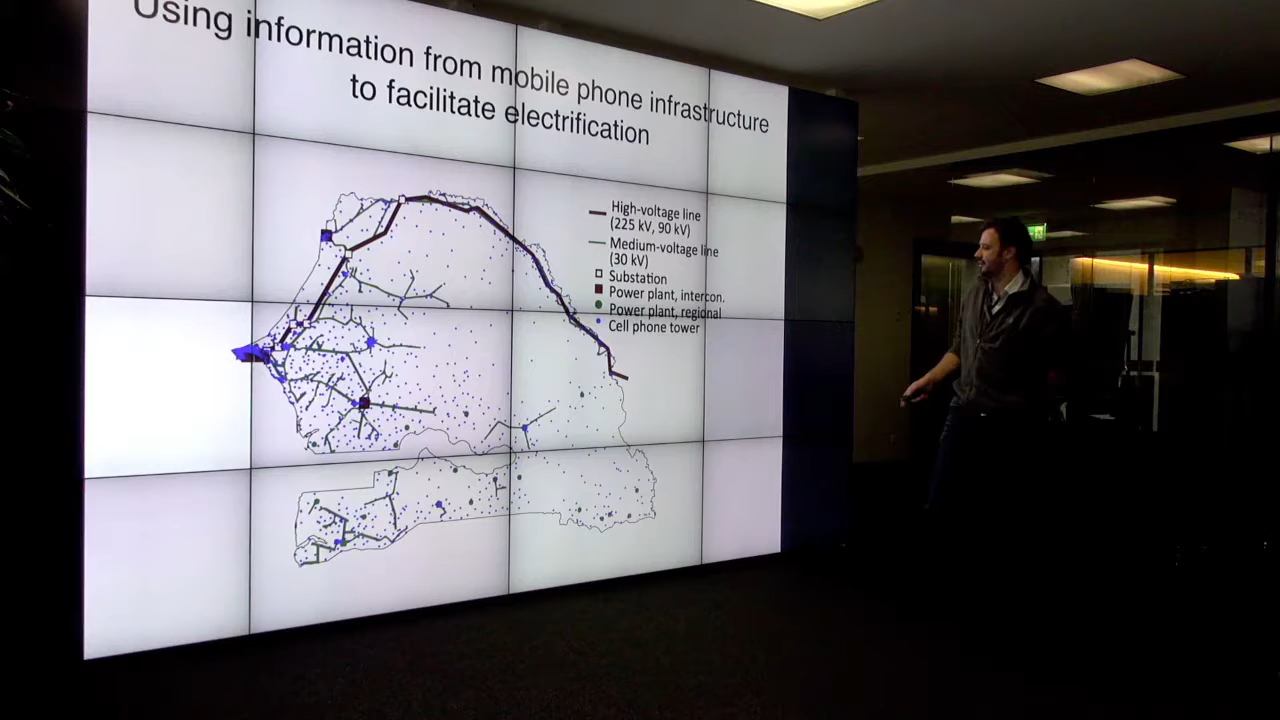 Using information from mobile phone infrastructure
to facilitate electrification
High-voltage line
(225 kV, 90 kV)
Medium-voltage line
(30 kV)
Substation
Power plant, intercon.
Power plant, regional
Cell phone tower